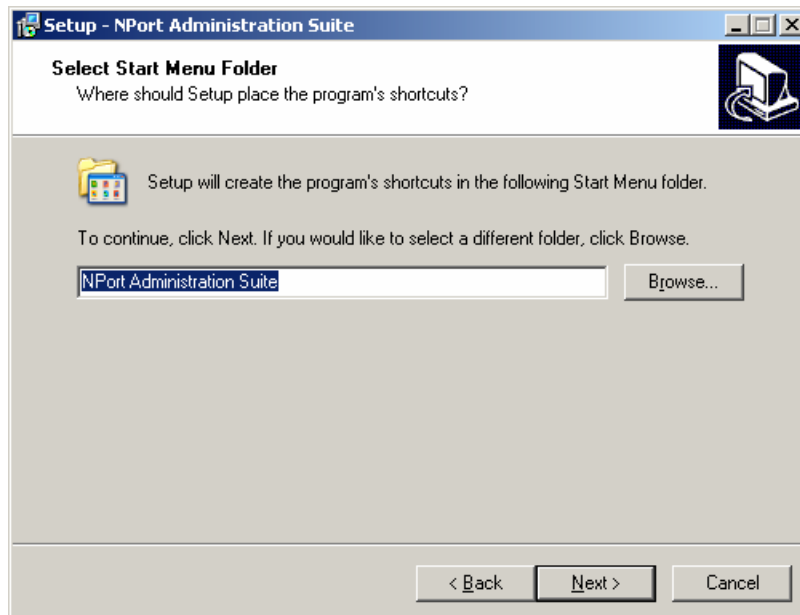 Setup - NPort Administration Suite
Select Start Menu Folder
Where should Setup place the program's shortcuts?
Setup will create the program's shortcuts in the following Start Menu folder.
To continue, click Next. If you would like to select a different folder, click Browse.
NPort Administration Suite
Browse...
< Back
Next >
Cancel